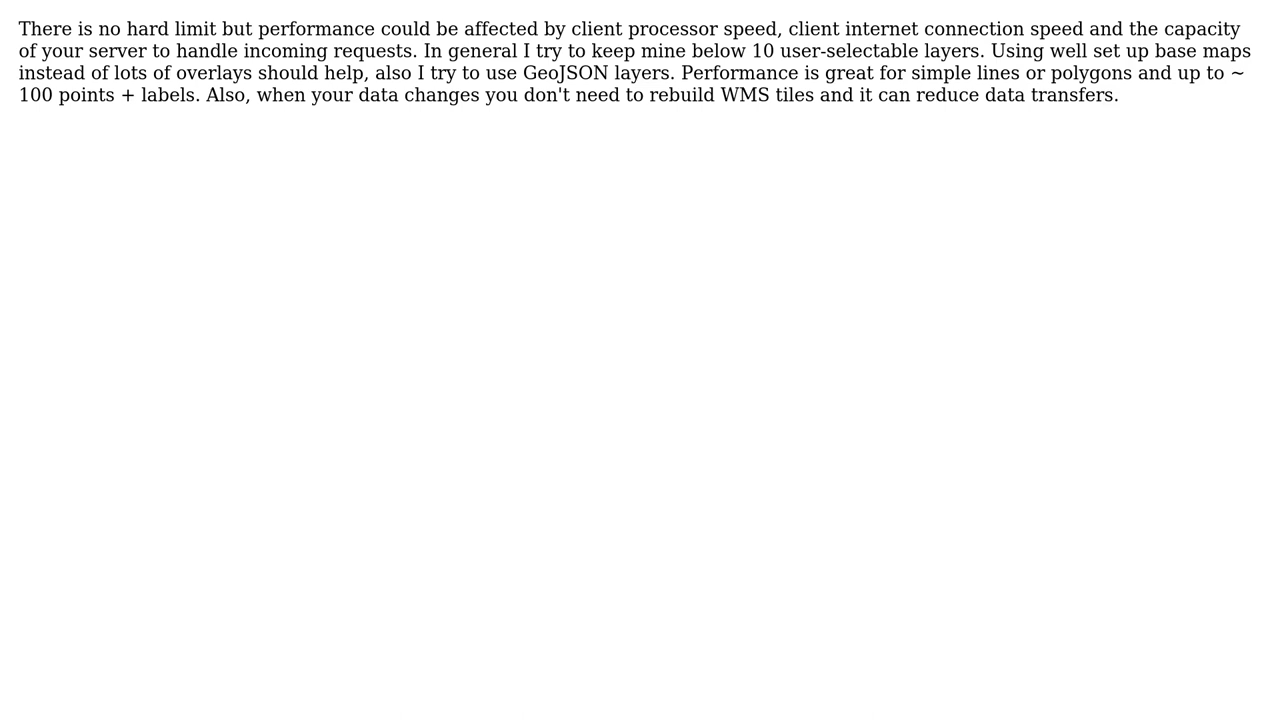 There is no hard limit but performance could be affected by client processor speed, client internet connection speed and the capacity
of your server to handle incoming requests. In general I try to keep mine below 10 user-selectable layers. Using well set up base maps
instead of lots of overlays should help, also I try to use GeoJSON layers. Performance is great for simple lines or polygons and up to ~
100 points + labels. Also, when your data changes you don't need to rebuild WMS tiles and it can reduce data transfers.